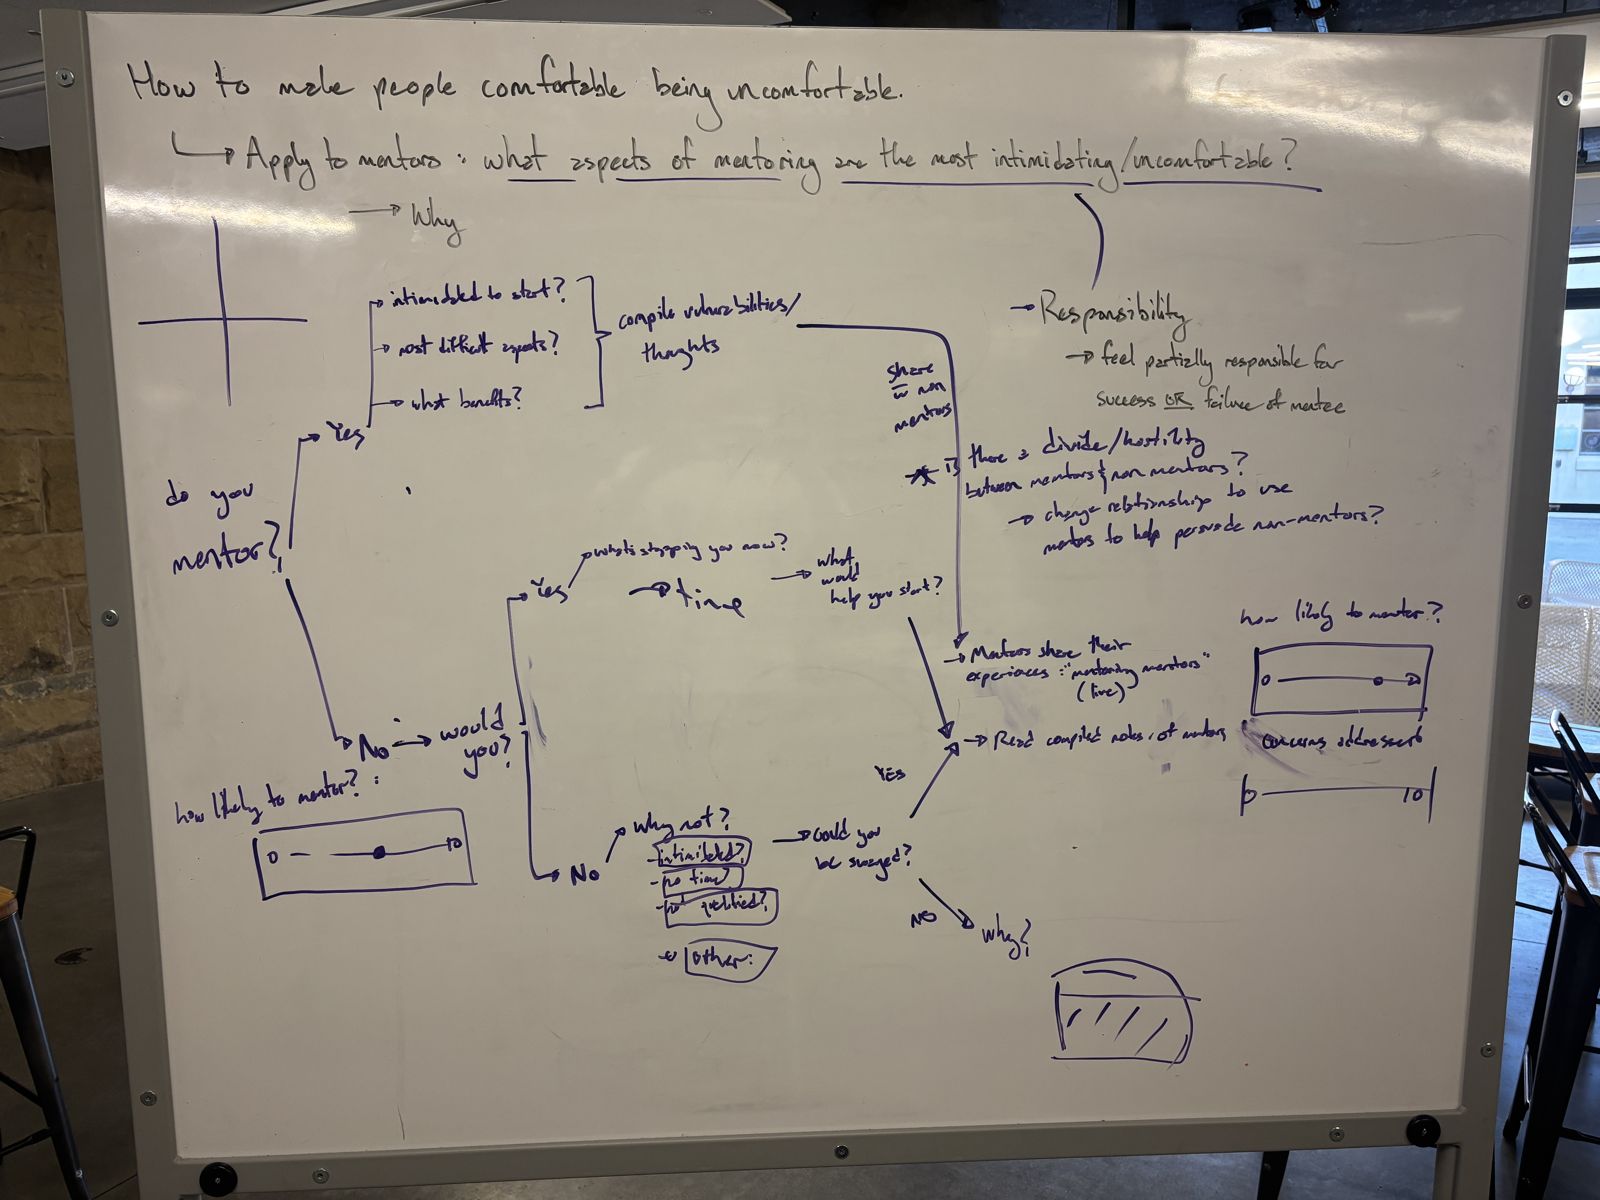 How to make people comfortable being uncomfortable.
Apply to mentors: what aspects of mentoring are the most intimidating/uncomfortable?
Why
intimidated to start?
most difficult aspects?
what benefits?
compile vulnerabilities/
thoughts
share
w non
mentors
Responsibility
feel partially responsible for
success OR failure of mentee
is there a divide/hostility
between mentors & non mentors?
change relationship to use
mentors to help persuade non-mentors?
Yes
do you
mentor?
No
would
you?
how likely to mentor?:
0 10
Yes
what's stopping you now?
time
what
would
help you start?
Mentors share their
experiences: "mentoring mentors"
(live)
Read compiled notes of mentors
how likely to mentor?
0
concerns addressed
0 10
No
Why not?
-intimidated?
-no time?
-not qualified?
other:
Could you
be swayed?
YES
NO
Why?